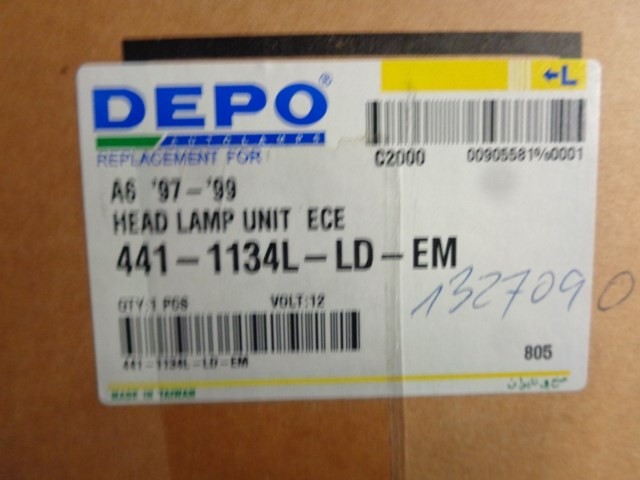 DEPO®
AUTOLAMPS
REPLACEMENT FOR
←L
C2000 00905581%0001
A6 '97-'99
HEAD LAMP UNIT ECE
441-1134L-LD-EM
1327090
QTY:1 PCS VOLT:12
441-1134L-LD-EM
805
MADE IN TAIWAN